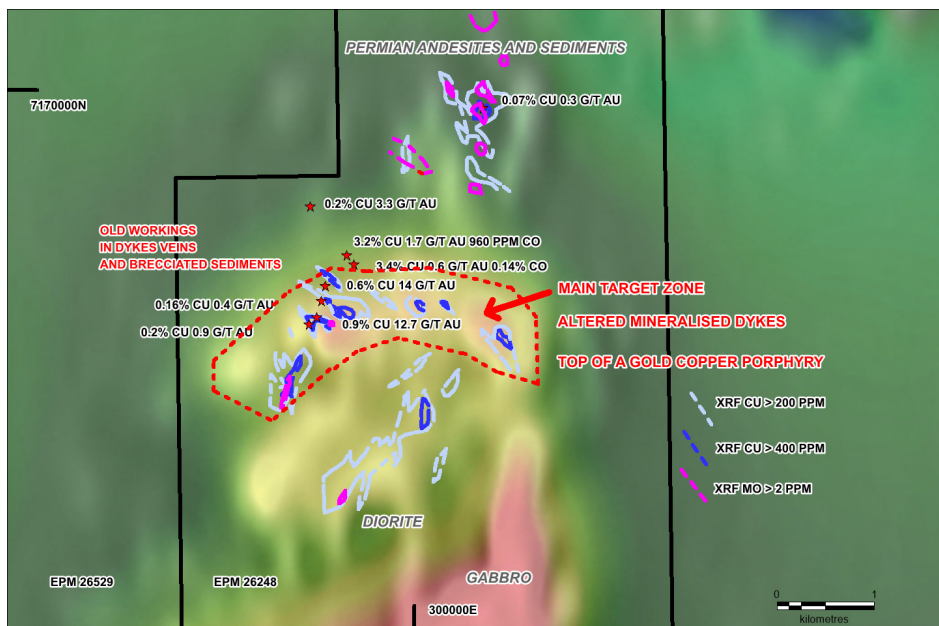 PERMIAN ANDESITES AND SEDIMENTS
7170000N
0.07% CU 0.3 G/T AU
0.2% CU 3.3 G/T AU
OLD WORKINGS
IN DYKES VEINS
AND BRECCIATED SEDIMENTS
3.2% CU 1.7 G/T AU 960 PPM CO
3.4% CU 0.6 G/T AU 0.14% CO
0.6% CU 14 G/T AU
0.16% CU 0.4 G/T AU
0.9% CU 12.7 G/T AU
0.2% CU 0.9 G/T AU
MAIN TARGET ZONE
ALTERED MINERALISED DYKES
TOP OF A GOLD COPPER PORPHYRY
XRF CU > 200 PPM
XRF CU > 400 PPM
XRF MO > 2 PPM
DIORITE
GABBRO
EPM 26529
EPM 26248
300000E
0 1
kilometres